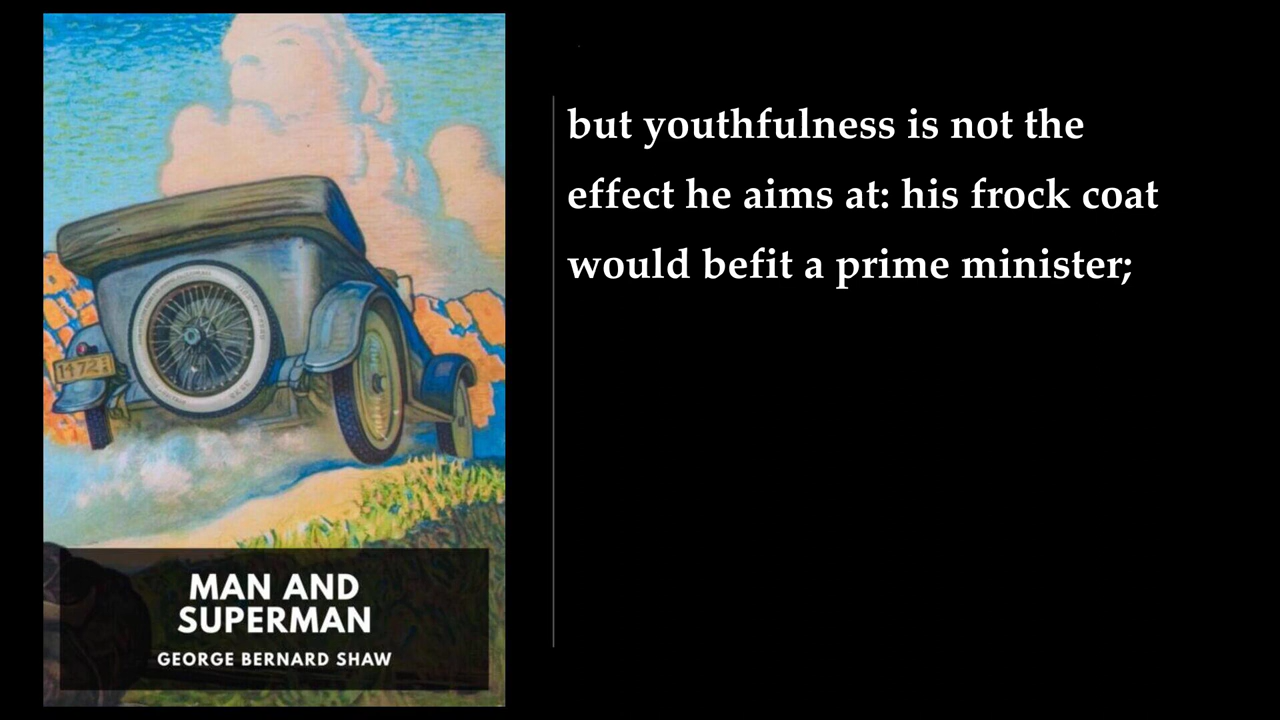 but youthfulness is not the
effect he aims at: his frock coat
would befit a prime minister;
1472
MAN AND
SUPERMAN
GEORGE BERNARD SHAW